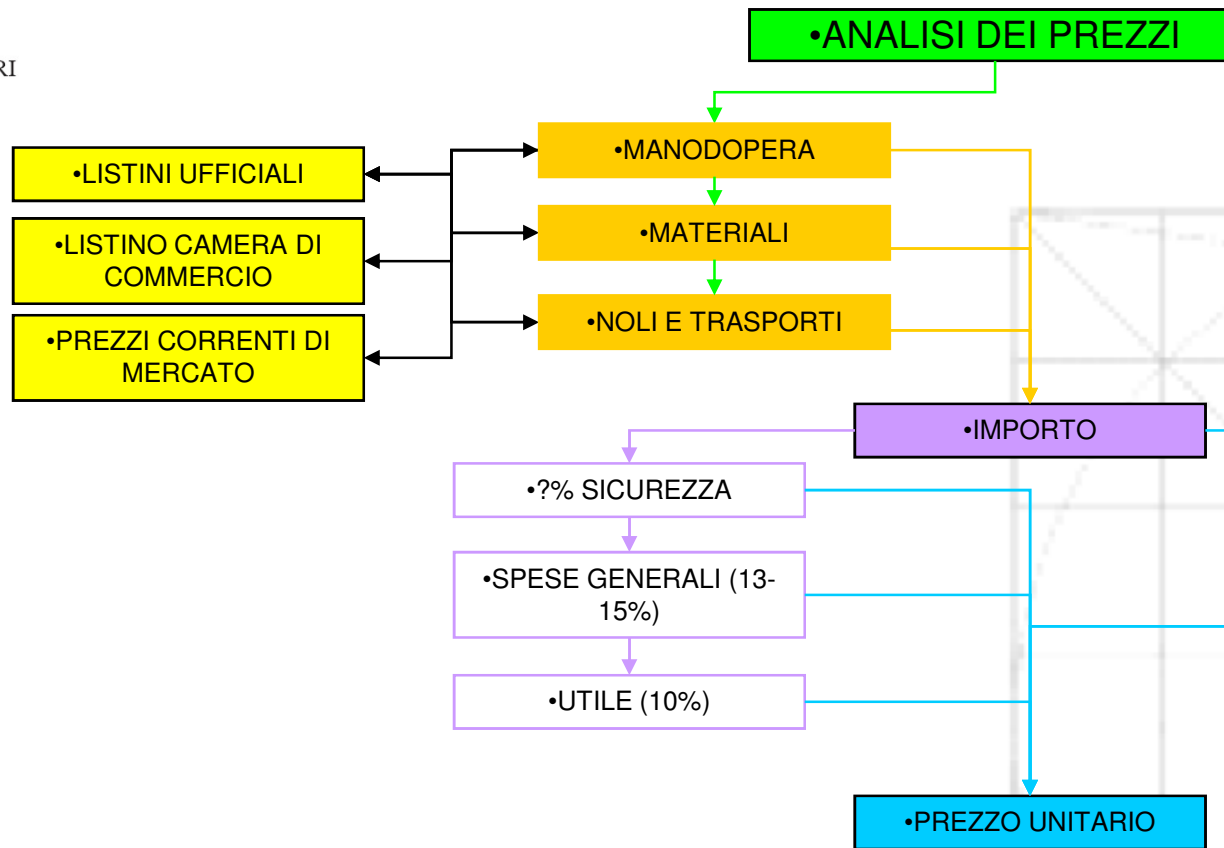 •ANALISI DEI PREZZI
RI
•MANODOPERA
•LISTINI UFFICIALI
•MATERIALI
•LISTINO CAMERA DI
COMMERCIO
•NOLI E TRASPORTI
•PREZZI CORRENTI DI
MERCATO
•IMPORTO
•?% SICUREZZA
•SPESE GENERALI (13-
15%)
•UTILE (10%)
•PREZZO UNITARIO